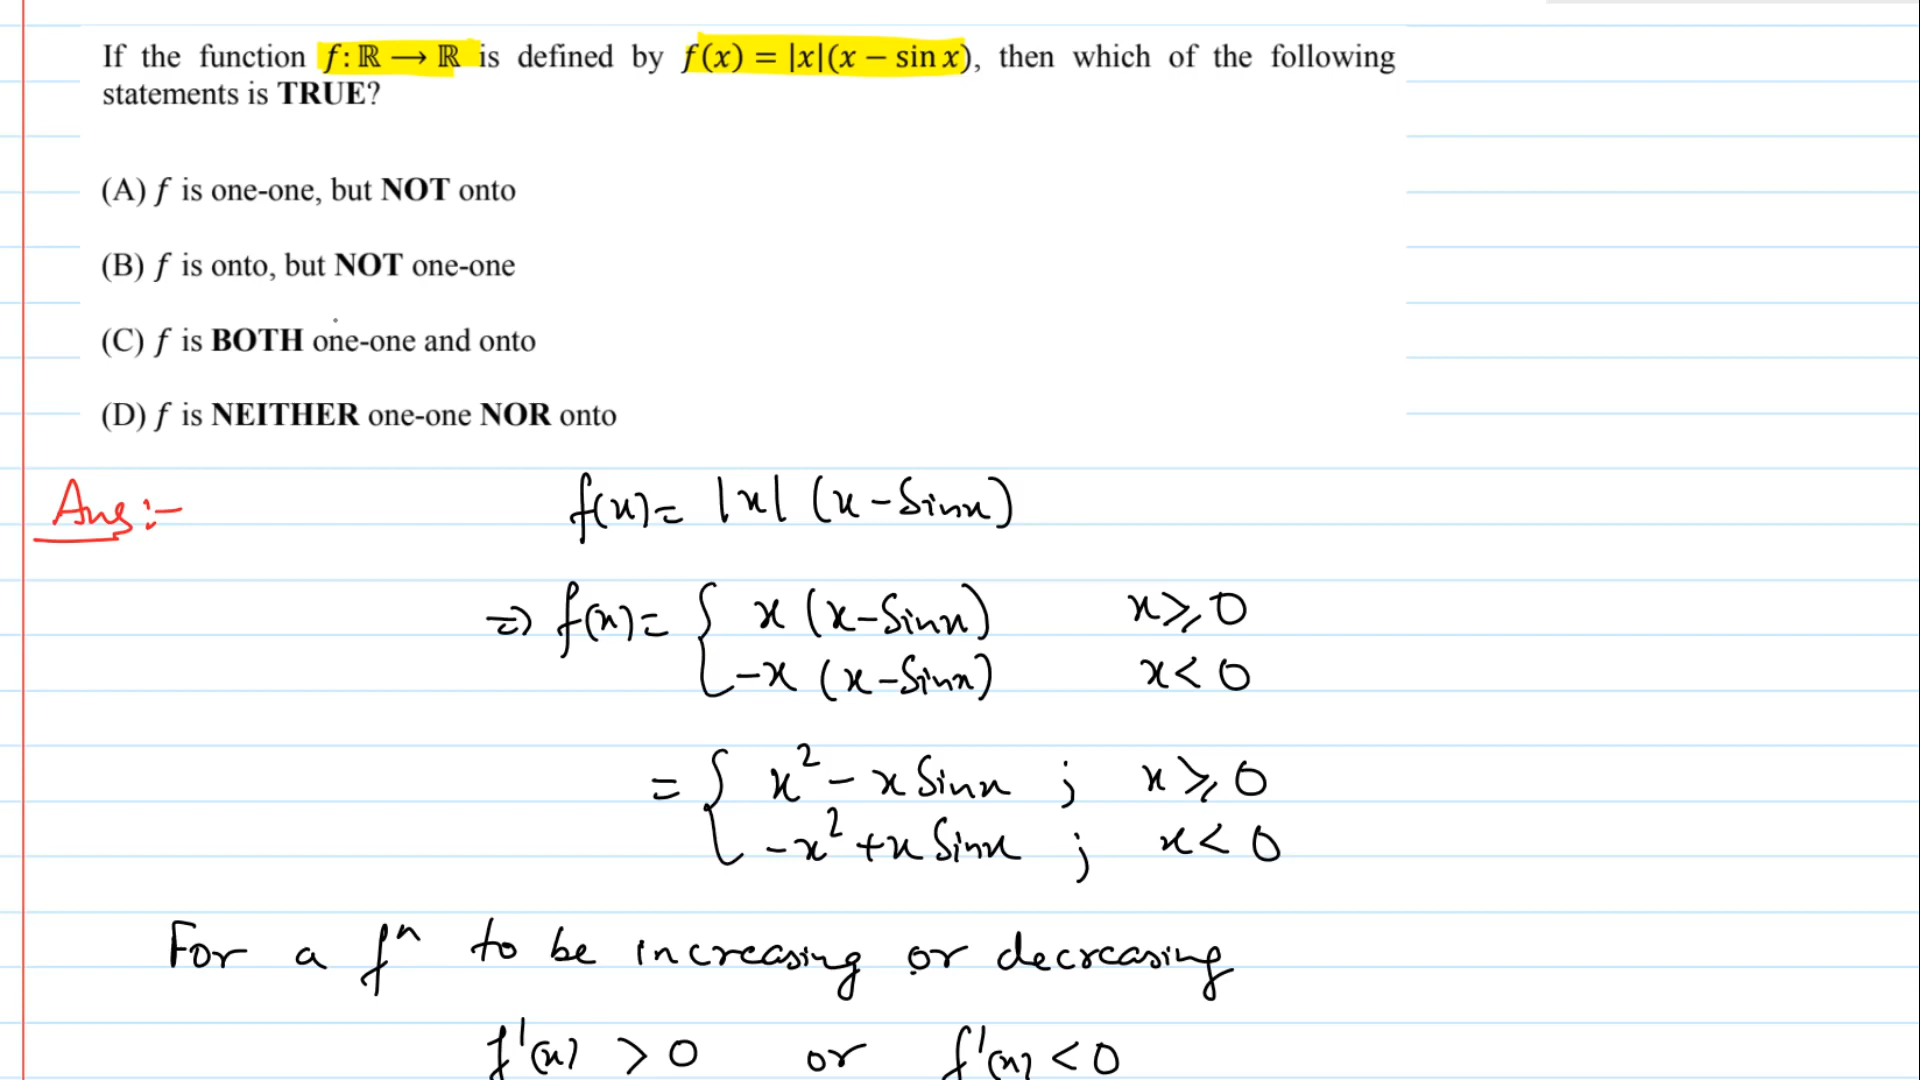 If the function f: ℝ → ℝ is defined by f(x) = |x|(x − sin x), then which of the following
statements is TRUE?
(A) f is one-one, but NOT onto
(B) f is onto, but NOT one-one
(C) f is BOTH one-one and onto
(D) f is NEITHER one-one NOR onto
Ans :- f(x) = |x| (x - Sinx)
⇒ f(x) = { x (x - Sinx) x ≥ 0
-x (x - Sinx) x < 0
= { x² - x Sinx ; x ≥ 0
-x² + x Sinx ; x < 0
For a fⁿ to be increasing or decreasing
f'(x) > 0 or f'(x) < 0